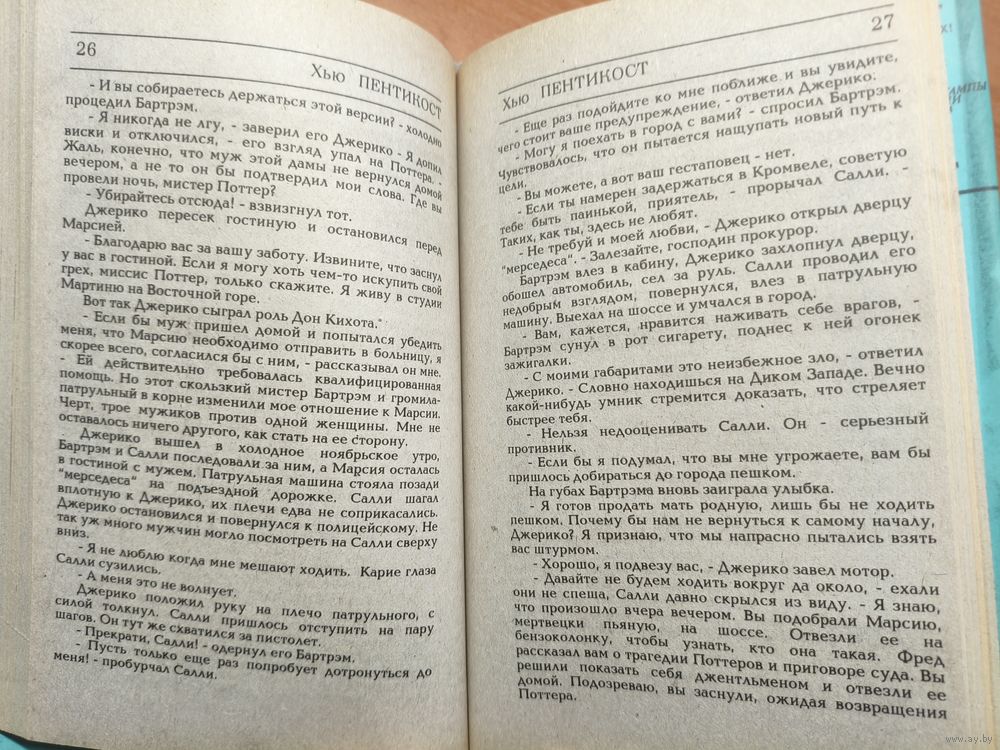 26
Хью ПЕНТИКОСТ
- И вы собираетесь держаться этой версии? - холодно
процедил Бартрэм.
- Я никогда не лгу, - заверил его Джерико - Я допил
виски и отключился, - его взгляд упал на Поттера. -
Жаль, конечно, что муж этой дамы не вернулся домой
вечером, а не то он бы подтвердил мои слова. Где вы
провели ночь, мистер Поттер?
- Убирайтесь отсюда! - взвизгнул тот.
Джерико пересек гостиную и остановился перед
Марсией.
- Благодарю вас за вашу заботу. Извините, что заснул
у вас в гостиной. Если я могу хоть чем-то искупить свой
грех, миссис Поттер, только скажите. Я живу в студии
Мартиню на Восточной горе.
Вот так Джерико сыграл роль Дон Кихота."
- Если бы муж пришел домой и попытался убедить
меня, что Марсию необходимо отправить в больницу, я
скорее всего, согласился бы с ним, - рассказывал он мне.
- Ей действительно требовалась квалифицированная
помощь. Но этот скользкий мистер Бартрэм и громила-
патрульный в корне изменили мое отношение к Марсии.
Черт, трое мужиков против одной женщины. Мне не
оставалось ничего другого, как стать на ее сторону.
Джерико вышел в холодное ноябрьское утро,
Бартрэм и Салли последовали за ним, а Марсия осталась
в гостиной с мужем. Патрульная машина стояла позади
"мерседеса" на подъездной дорожке. Салли шагал
вплотную к Джерико, их плечи едва не соприкасались.
Джерико остановился и повернулся к полицейскому. Не
так уж много мужчин могло посмотреть на Салли сверху
вниз.
- Я не люблю когда мне мешают ходить. Карие глаза
Салли сузились.
- А меня это не волнует.
Джерико положил руку на плечо патрульного, с
силой толкнул. Салли пришлось отступить на пару
шагов. Он тут же схватился за пистолет.
- Прекрати, Салли! - одернул его Бартрэм.
- Пусть только еще раз попробует дотронуться до
меня! - пробурчал Салли.
27
Хью ПЕНТИКОСТ
- Еще раз подойдите ко мне поближе и вы увидите,
чего стоит ваше предупреждение, - ответил Джерико.
- Могу я поехать в город с вами? - спросил Бартрэм.
Чувствовалось, что он пытается нащупать новый путь к
цели.
- Вы можете, а вот ваш гестаповец - нет.
- Если ты намерен задержаться в Кромвеле, советую
тебе быть паинькой, приятель, - прорычал Салли. -
Таких, как ты, здесь не любят.
- Не требуй и моей любви, - Джерико открыл дверцу
"мерседеса". - Залезайте, господин прокурор.
Бартрэм влез в кабину, Джерико захлопнул дверцу,
обошел автомобиль, сел за руль. Салли проводил его
недобрым взглядом, повернулся, влез в патрульную
машину. Выехал на шоссе и умчался в город.
- Вам, кажется, нравится наживать себе врагов, -
Бартрэм сунул в рот сигарету, поднес к ней огонек
зажигалки.
- С моими габаритами это неизбежное зло, - ответил
Джерико. - Словно находишься на Диком Западе. Вечно
какой-нибудь умник стремится доказать, что стреляет
быстрее тебя.
- Нельзя недооценивать Салли. Он - серьезный
противник.
- Если бы я подумал, что вы мне угрожаете, вам бы
пришлось добираться до города пешком.
На губах Бартрэма вновь заиграла улыбка.
- Я готов продать мать родную, лишь бы не ходить
пешком. Почему бы нам не вернуться к самому началу,
Джерико? Я признаю, что мы напрасно пытались взять
вас штурмом.
- Хорошо, я подвезу вас, - Джерико завел мотор.
- Давайте не будем ходить вокруг да около, - ехали
они не спеша, Салли давно скрылся из виду. - Я знаю,
что произошло вчера вечером. Вы подобрали Марсию,
мертвецки пьяную, на шоссе. Отвезли ее на
бензоколонку, чтобы узнать, кто она такая. Фред
рассказал вам о трагедии Поттеров и приговоре суда. Вы
решили показать себя джентльменом и отвезли ее
домой. Подозреваю, вы заснули, ожидая возвращения
Поттера.
www.ay.by